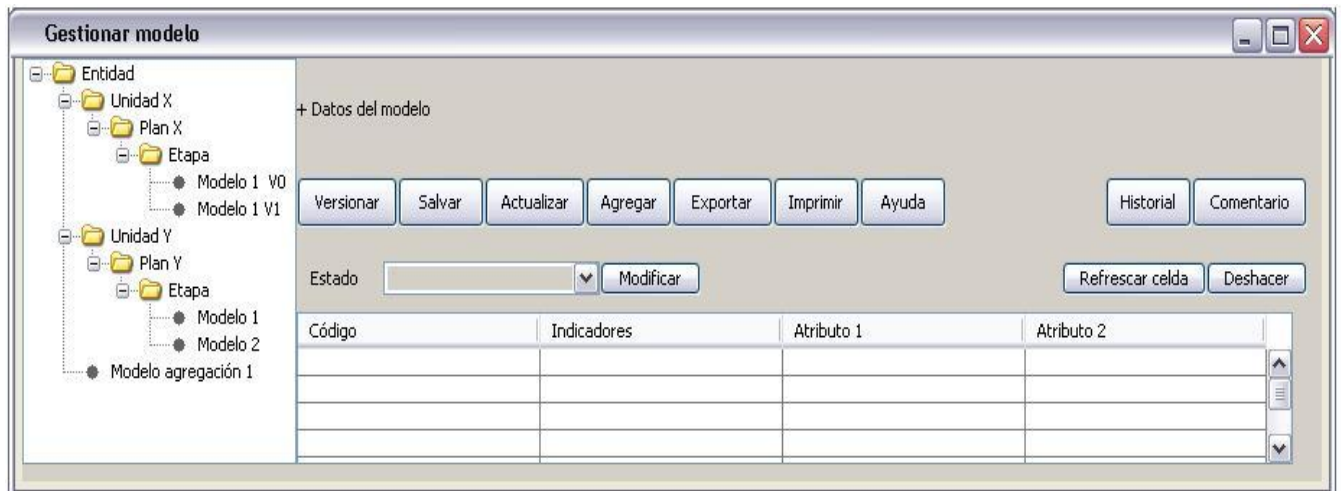 Gestionar modelo
Entidad
Unidad X
Plan X
Etapa
Modelo 1 V0
Modelo 1 V1
Unidad Y
Plan Y
Etapa
Modelo 1
Modelo 2
Modelo agregación 1
+ Datos del modelo
Versionar Salvar Actualizar Agregar Exportar Imprimir Ayuda Historial Comentario
Estado Modificar Refrescar celda Deshacer
Código Indicadores Atributo 1 Atributo 2